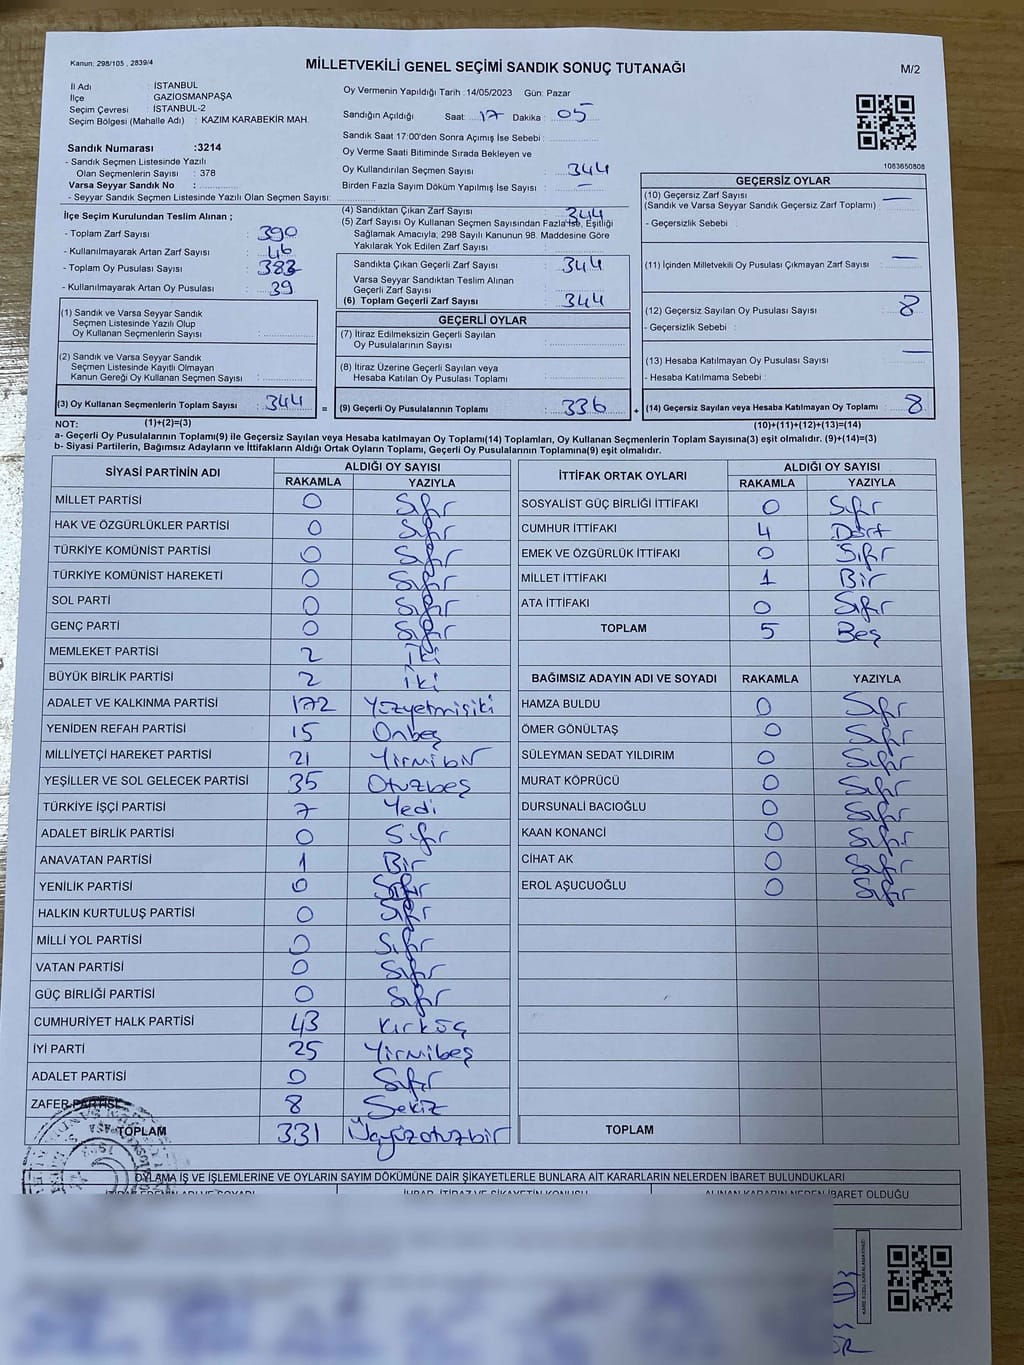 Kanun: 298/105 , 2839/4
MİLLETVEKİLİ GENEL SEÇİMİ SANDIK SONUÇ TUTANAĞI
M/2
İl Adı : İSTANBUL
İlçe GAZİOSMANPAŞA
Seçim Çevresi : İSTANBUL-2
Seçim Bölgesi (Mahalle Adı) : KAZIM KARABEKİR MAH.
Sandık Numarası :3214
- Sandık Seçmen Listesinde Yazılı
Olan Seçmenlerin Sayısı : 378
Varsa Seyyar Sandık No :
- Seyyar Sandık Seçmen Listesinde Yazılı Olan Seçmen Sayısı:
Oy Vermenin Yapıldığı Tarih :14/05/2023 Gün: Pazar
Sandığın Açıldığı Saat: 17 Dakika : 05
Sandık Saat 17:00'den Sonra Açımış İse Sebebi :
Oy Verme Saati Bitiminde Sırada Bekleyen ve
Oy Kullandırılan Seçmen Sayısı : 344
Birden Fazla Sayım Döküm Yapılmış İse Sayısı : —
1083650808
İlçe Seçim Kurulundan Teslim Alınan ;
- Toplam Zarf Sayısı : 390
- Kullanılmayarak Artan Zarf Sayısı : 46
- Toplam Oy Pusulası Sayısı : 383
- Kullanılmayarak Artan Oy Pusulası : 39
(4) Sandıktan Çıkan Zarf Sayısı : 344
(5) Zarf Sayısı Oy Kullanan Seçmen Sayısından Fazla İse, Eşitliği
Sağlamak Amacıyla; 298 Sayılı Kanunun 98. Maddesine Göre
Yakılarak Yok Edilen Zarf Sayısı :
Sandıkta Çıkan Geçerli Zarf Sayısı : 344
Varsa Seyyar Sandıktan Teslim Alınan
Geçerli Zarf Sayısı :
(6) Toplam Geçerli Zarf Sayısı : 344
GEÇERSİZ OYLAR
(10) Geçersiz Zarf Sayısı : —
(Sandık ve Varsa Seyyar Sandık Geçersiz Zarf Toplamı)
- Geçersizlik Sebebi :
(11) İçinden Milletvekili Oy Pusulası Çıkmayan Zarf Sayısı : —
(12) Geçersiz Sayılan Oy Pusulası Sayısı : 8
- Geçersizlik Sebebi :
(13) Hesaba Katılmayan Oy Pusulası Sayısı : —
- Hesaba Katılmama Sebebi :
(14) Geçersiz Sayılan veya Hesaba Katılmayan Oy Toplamı : 8
(10)+(11)+(12)+(13)=(14)
(1) Sandık ve Varsa Seyyar Sandık
Seçmen Listesinde Yazılı Olup
Oy Kullanan Seçmenlerin Sayısı :
(2) Sandık ve Varsa Seyyar Sandık
Seçmen Listesinde Kayıtlı Olmayan
Kanun Gereği Oy Kullanan Seçmen Sayısı :
(3) Oy Kullanan Seçmenlerin Toplam Sayısı : 344 =
(1)+(2)=(3)
GEÇERLİ OYLAR
(7) İtiraz Edilmeksizin Geçerli Sayılan
Oy Pusulalarının Sayısı :
(8) İtiraz Üzerine Geçerli Sayılan veya
Hesaba Katılan Oy Pusulası Toplamı :
(9) Geçerli Oy Pusulalarının Toplamı : 336 +
NOT:
a- Geçerli Oy Pusulalarının Toplamı(9) ile Geçersiz Sayılan veya Hesaba katılmayan Oy Toplamı(14) Toplamları, Oy Kullanan Seçmenlerin Toplam Sayısına(3) eşit olmalıdır. (9)+(14)=(3)
b- Siyasi Partilerin, Bağımsız Adayların ve İttifakların Aldığı Ortak Oyların Toplamı, Geçerli Oy Pusulalarının Toplamına(9) eşit olmalıdır.
SİYASİ PARTİNİN ADI ALDIĞI OY SAYISI
RAKAMLA YAZIYLA
MİLLET PARTİSİ 0 Sıfır
HAK VE ÖZGÜRLÜKLER PARTİSİ 0 Sıfır
TÜRKİYE KOMÜNİST PARTİSİ 0 Sıfır
TÜRKİYE KOMÜNİST HAREKETİ 0 Sıfır
SOL PARTİ 0 Sıfır
GENÇ PARTİ 0 Sıfır
MEMLEKET PARTİSİ 2 İki
BÜYÜK BİRLİK PARTİSİ 2 İki
ADALET VE KALKINMA PARTİSİ 172 Yüzyetmişiki
YENİDEN REFAH PARTİSİ 15 Onbeş
MİLLİYETÇİ HAREKET PARTİSİ 21 Yirmibir
YEŞİLLER VE SOL GELECEK PARTİSİ 35 Otuzbeş
TÜRKİYE İŞÇİ PARTİSİ 7 Yedi
ADALET BİRLİK PARTİSİ 0 Sıfır
ANAVATAN PARTİSİ 1 Bir
YENİLİK PARTİSİ 0 Sıfır
HALKIN KURTULUŞ PARTİSİ 0 Sıfır
MİLLİ YOL PARTİSİ 0 Sıfır
VATAN PARTİSİ 0 Sıfır
GÜÇ BİRLİĞİ PARTİSİ 0 Sıfır
CUMHURİYET HALK PARTİSİ 43 Kırküç
İYİ PARTİ 25 Yirmibeş
ADALET PARTİSİ 0 Sıfır
ZAFER PARTİSİ 8 Sekiz
TOPLAM 331 Üçyüzotuzbir
İTTİFAK ORTAK OYLARI ALDIĞI OY SAYISI
RAKAMLA YAZIYLA
SOSYALİST GÜÇ BİRLİĞİ İTTİFAKI 0 Sıfır
CUMHUR İTTİFAKI 4 Dört
EMEK VE ÖZGÜRLÜK İTTİFAKI 0 Sıfır
MİLLET İTTİFAKI 1 Bir
ATA İTTİFAKI 0 Sıfır
TOPLAM 5 Beş
BAĞIMSIZ ADAYIN ADI VE SOYADI RAKAMLA YAZIYLA
HAMZA BULDU 0 Sıfır
ÖMER GÖNÜLTAŞ 0 Sıfır
SÜLEYMAN SEDAT YILDIRIM 0 Sıfır
MURAT KÖPRÜCÜ 0 Sıfır
DURSUNALİ BACIOĞLU 0 Sıfır
KAAN KONANCİ 0 Sıfır
CİHAT AK 0 Sıfır
EROL AŞUCUOĞLU 0 Sıfır
TOPLAM
OYLAMA İŞ VE İŞLEMLERİNE VE OYLARIN SAYIM DÖKÜMÜNE DAİR ŞİKAYETLERLE BUNLARA AİT KARARLARIN NELERDEN İBARET BULUNDUKLARI
İHBAR, İTİRAZ VE ŞİKAYETİN KONUSU ALINAN KARARIN NEDEN İBARET OLDUĞU